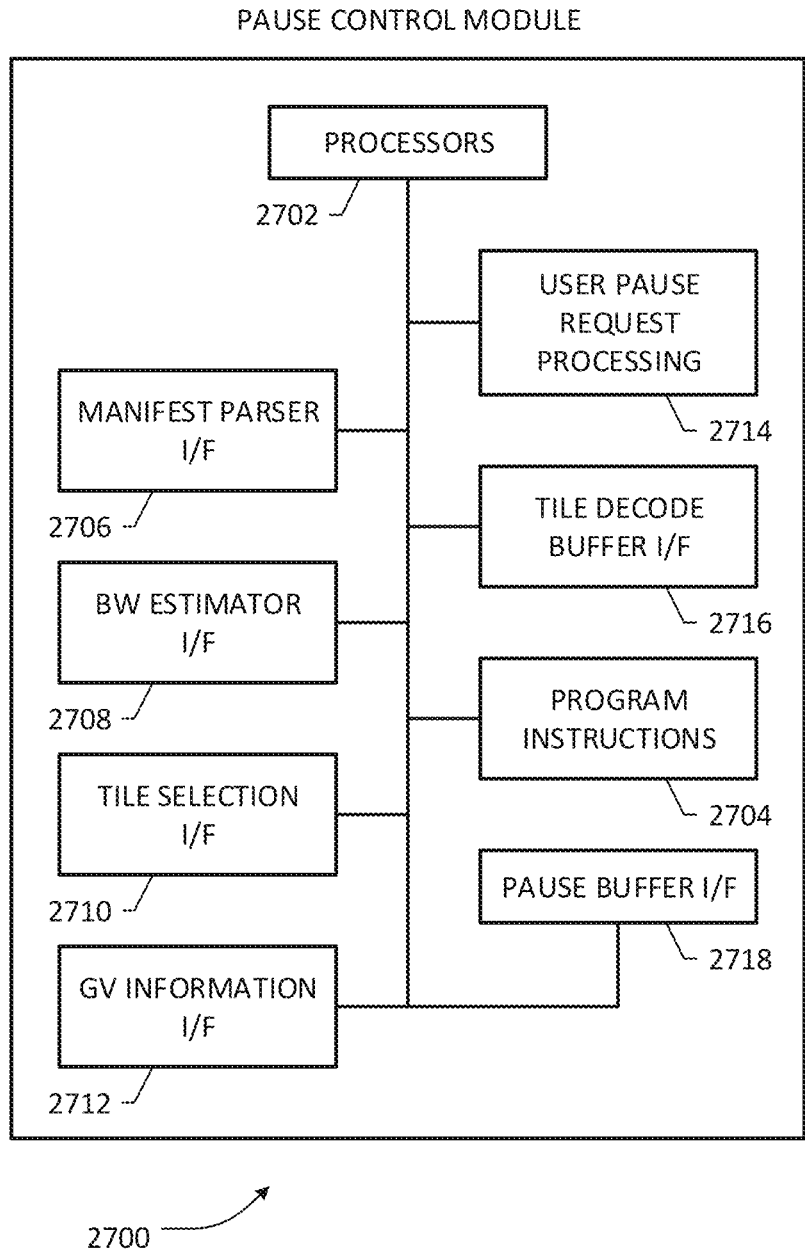 PAUSE CONTROL MODULE
PROCESSORS
2702
USER PAUSE
REQUEST
PROCESSING
2714
MANIFEST PARSER
I/F
2706
TILE DECODE
BUFFER I/F
2716
BW ESTIMATOR
I/F
2708
PROGRAM
INSTRUCTIONS
2704
TILE SELECTION
I/F
2710
PAUSE BUFFER I/F
2718
GV INFORMATION
I/F
2712
2700